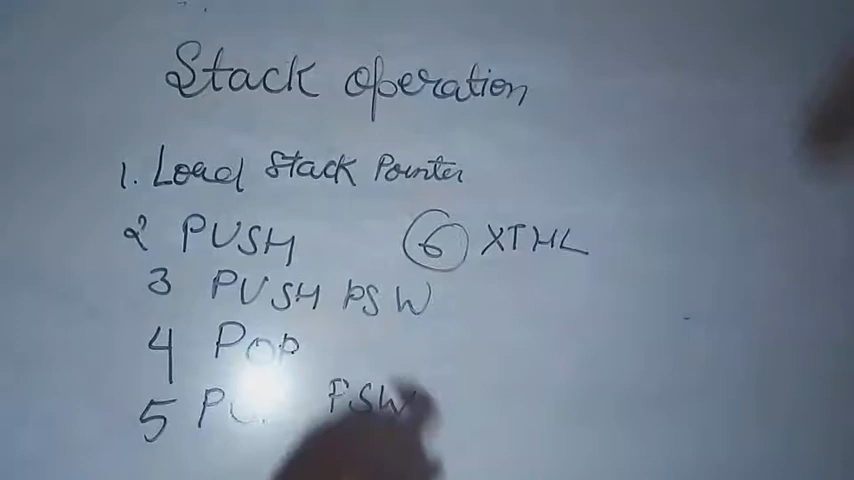 Stack operation
1. Load Stack Pointer
2 PUSH
6 XTHL
3 PUSH PSW
4 POP
5 PSW